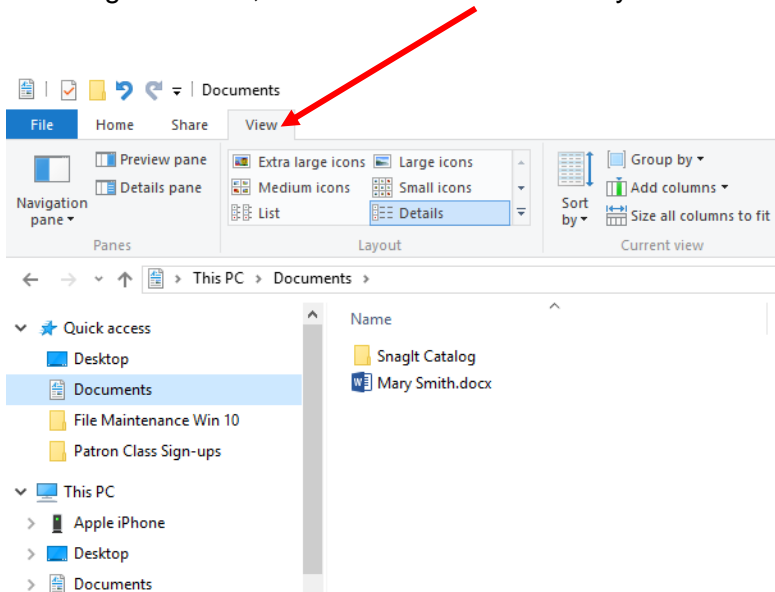 Documents
File Home Share View
Preview pane
Details pane
Navigation
pane
Panes
Extra large icons Large icons
Medium icons Small icons
List Details
Layout
Sort
by
Group by
Add columns
Size all columns to fit
Current view
This PC > Documents >
Quick access
Desktop
Documents
File Maintenance Win 10
Patron Class Sign-ups
This PC
Apple iPhone
Desktop
Documents
Name
SnagIt Catalog
Mary Smith.docx